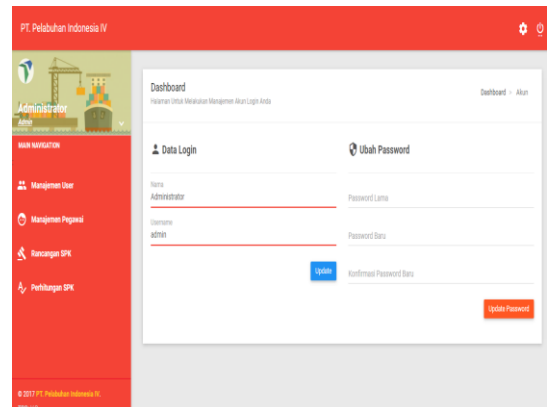 PT. Pelabuhan Indonesia IV
Administrator
Admin
MAIN NAVIGATION
Manajemen User
Manajemen Pegawai
Rancangan SPK
Perhitungan SPK
© 2017 PT. Pelabuhan Indonesia IV.
Dashboard
Halaman Untuk Melakukan Manajemen Akun Login Anda
Dashboard > Akun
Data Login
Nama
Administrator
Username
admin
Update
Ubah Password
Password Lama
Password Baru
Konfirmasi Password Baru
Update Password